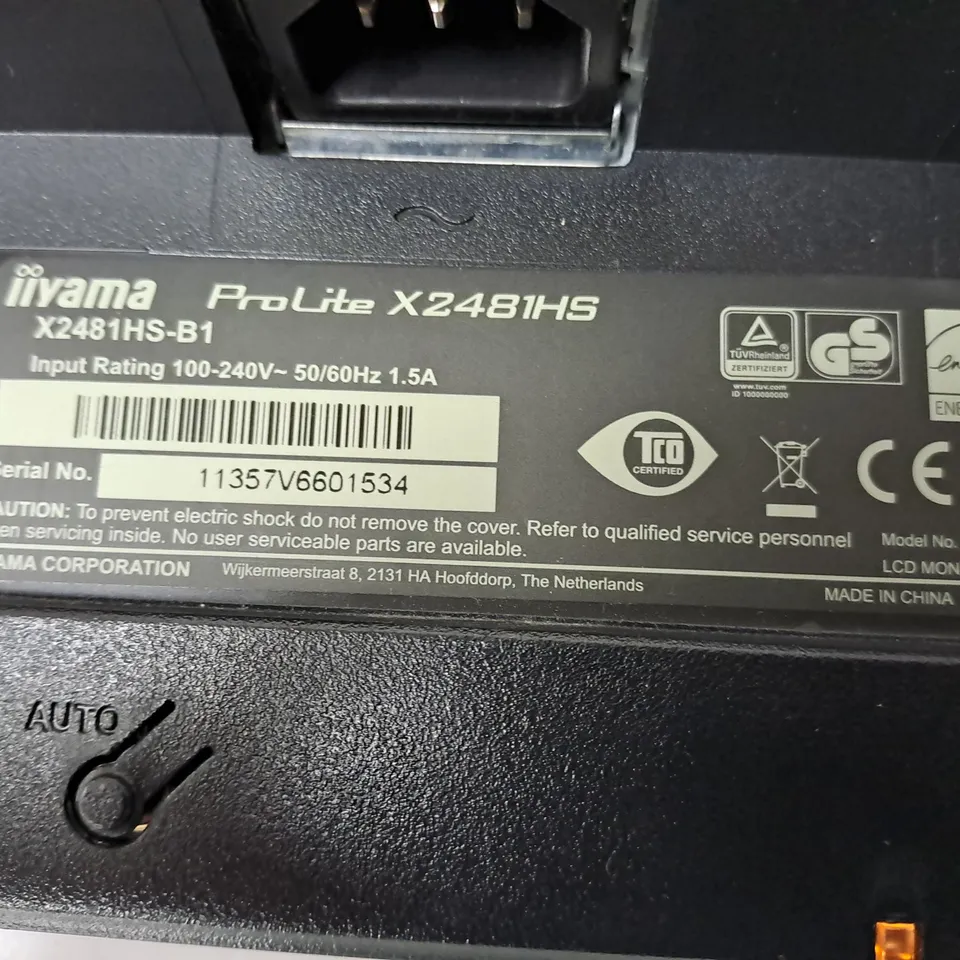 iiyama ProLite X2481HS
X2481HS-B1
Input Rating 100-240V~ 50/60Hz 1.5A
TÜVRheinland
ZERTIFIZIERT
www.tuv.com
ID 1000000000
GS
TCO
CERTIFIED
CE
Serial No. 11357V6601534
AUTION: To prevent electric shock do not remove the cover. Refer to qualified service personnel
en servicing inside. No user serviceable parts are available.
Model No.
LCD MON
AMA CORPORATION Wijkermeerstraat 8, 2131 HA Hoofddorp, The Netherlands
MADE IN CHINA
AUTO